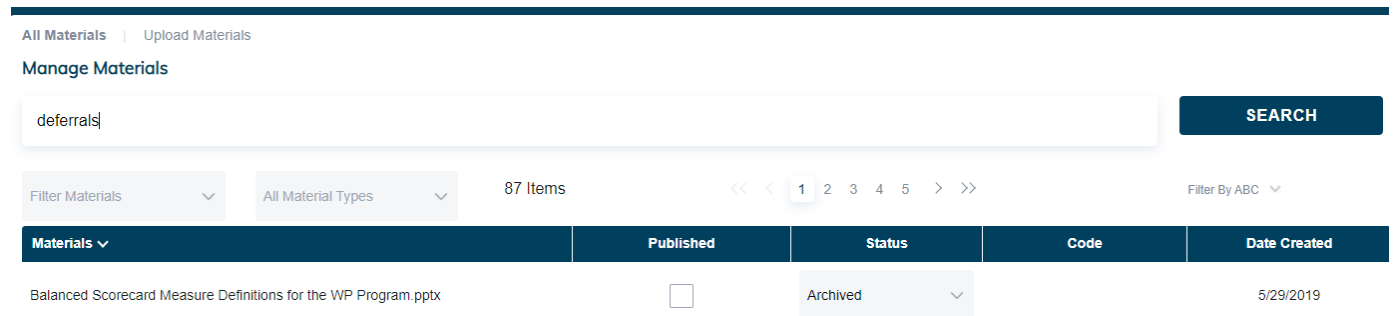 All Materials | Upload Materials
Manage Materials
deferrals
SEARCH
Filter Materials
All Material Types
87 Items
<< < 1 2 3 4 5 > >>
Filter By ABC
Materials Published Status Code Date Created
Balanced Scorecard Measure Definitions for the WP Program.pptx Archived 5/29/2019